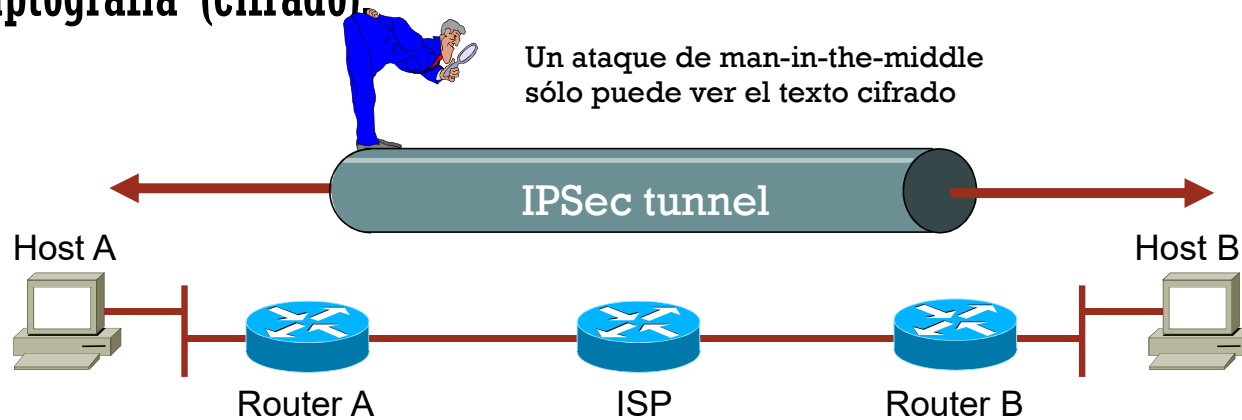 (cifrado)
Un ataque de man-in-the-middle
sólo puede ver el texto cifrado
IPSec tunnel
Host A
Host B
Router A
ISP
Router B